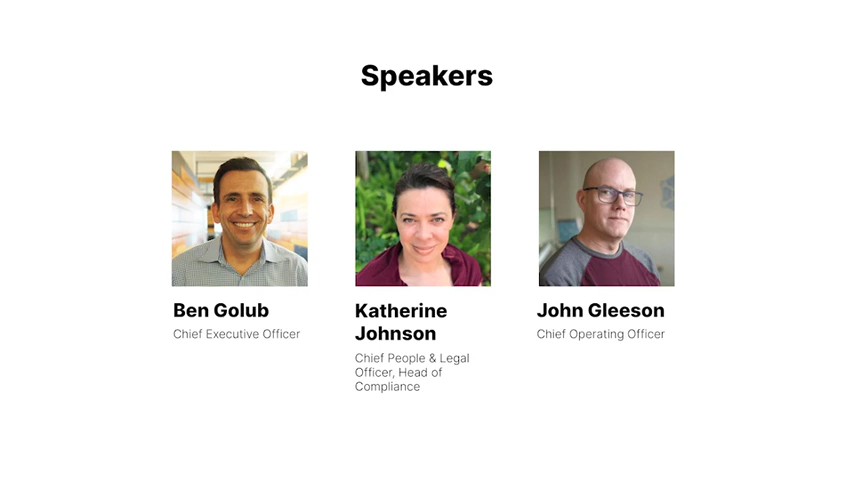 Speakers
Ben Golub
Chief Executive Officer
Katherine
Johnson
Chief People & Legal
Officer, Head of
Compliance
John Gleeson
Chief Operating Officer